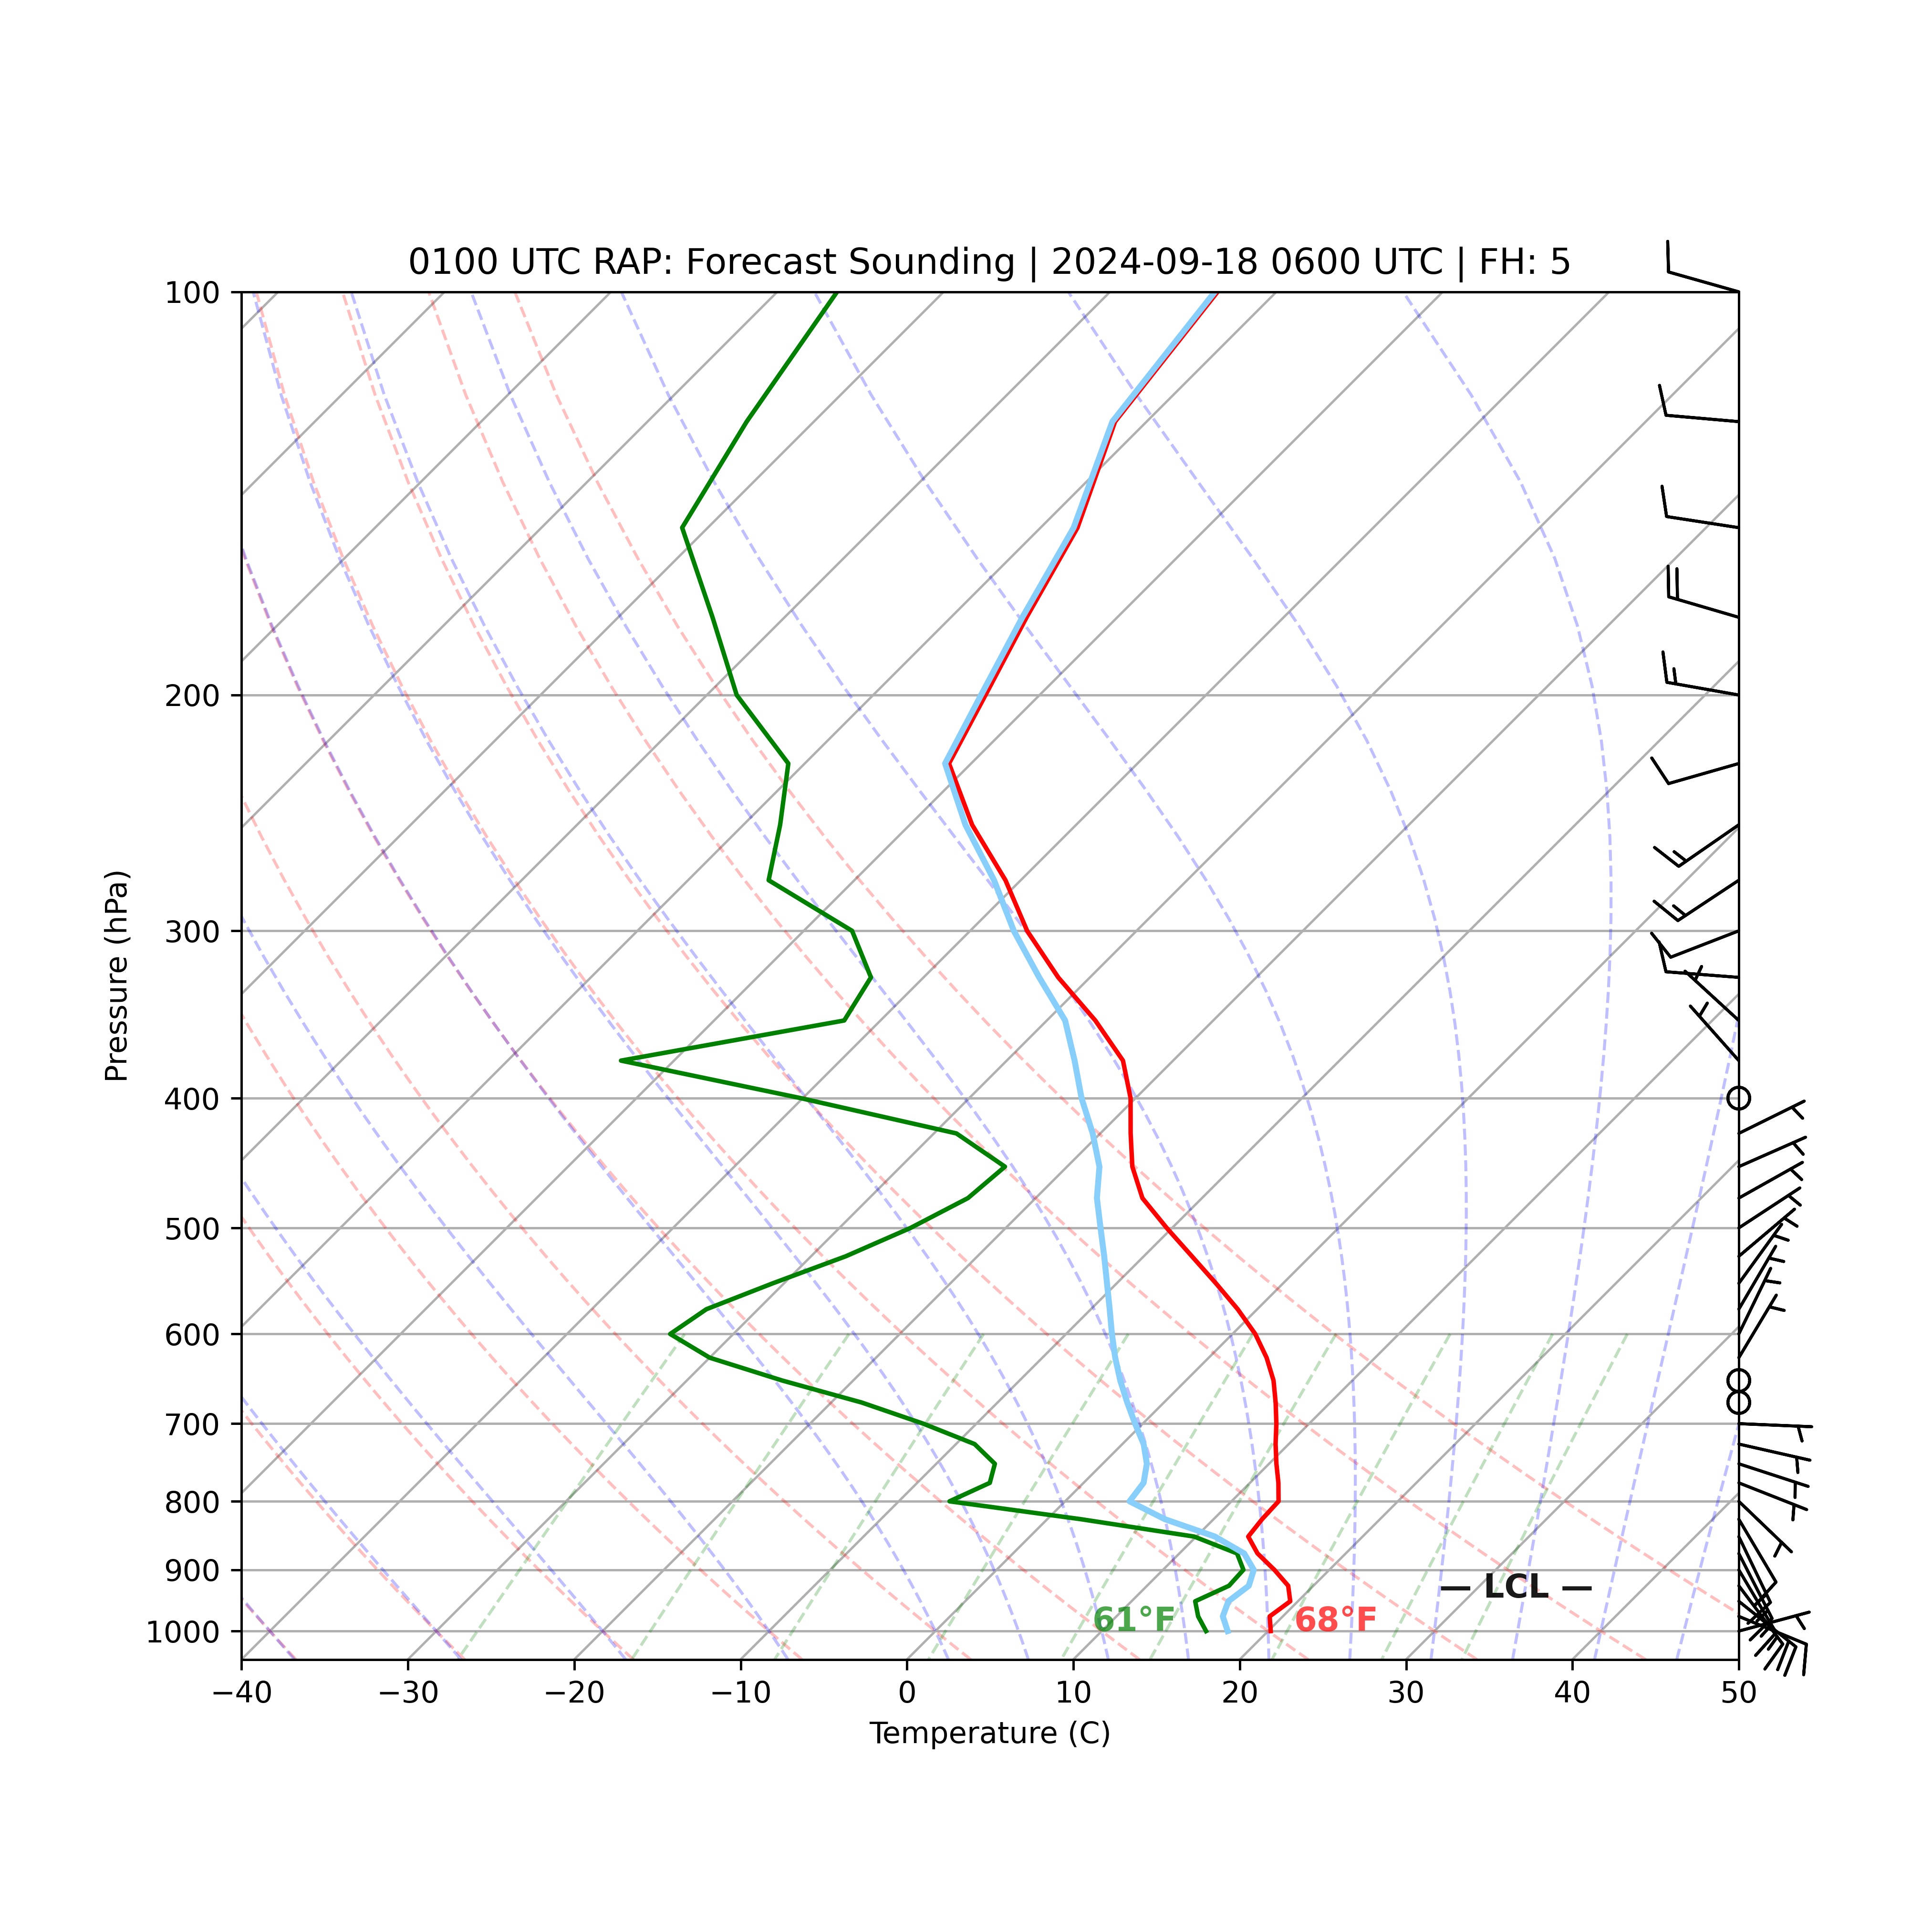 0100 UTC RAP: Forecast Sounding | 2024-09-18 0600 UTC | FH: 5
100
200
300
400
500
600
700
800
900
1000
Pressure (hPa)
— LCL —
61°F
68°F
−40 −30 −20 −10 0 10 20 30 40 50
Temperature (C)